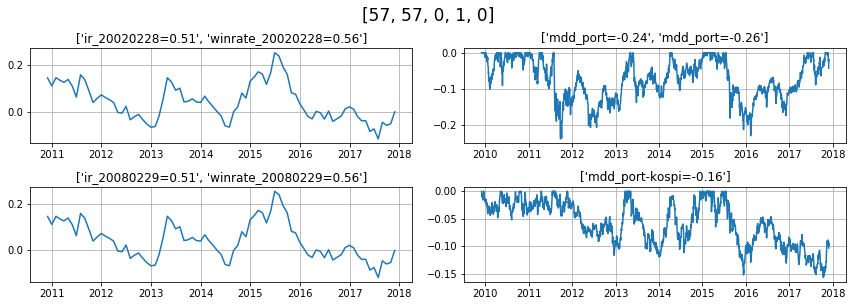 [57, 57, 0, 1, 0]
['ir_20020228=0.51', 'winrate_20020228=0.56']
0.2
0.0
2011 2012 2013 2014 2015 2016 2017 2018
['mdd_port=-0.24', 'mdd_port=-0.26']
0.0
−0.1
−0.2
2010 2011 2012 2013 2014 2015 2016 2017 2018
['ir_20080229=0.51', 'winrate_20080229=0.56']
0.2
0.0
2011 2012 2013 2014 2015 2016 2017 2018
['mdd_port-kospi=-0.16']
0.00
−0.05
−0.10
−0.15
2010 2011 2012 2013 2014 2015 2016 2017 2018